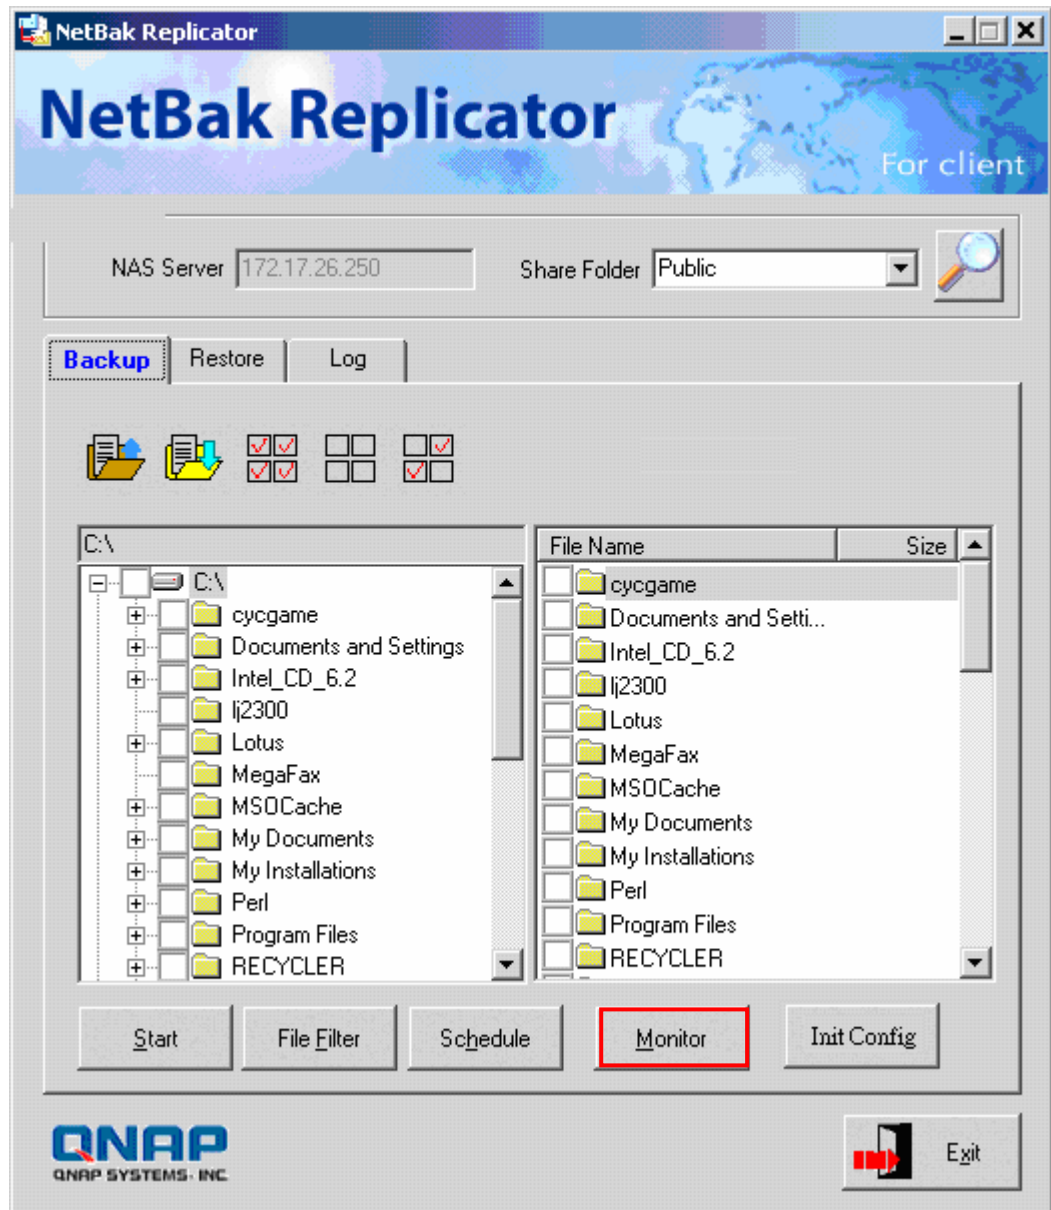 NetBak Replicator
NetBak Replicator
For client
NAS Server 172.17.26.250 Share Folder Public
Backup Restore Log
C:\
C:\
cycgame
Documents and Settings
Intel_CD_6.2
lj2300
Lotus
MegaFax
MSOCache
My Documents
My Installations
Perl
Program Files
RECYCLER
File Name Size
cycgame
Documents and Setti...
Intel_CD_6.2
lj2300
Lotus
MegaFax
MSOCache
My Documents
My Installations
Perl
Program Files
RECYCLER
Start File Filter Schedule Monitor Init Config
QNAP
QNAP SYSTEMS, INC.
Exit